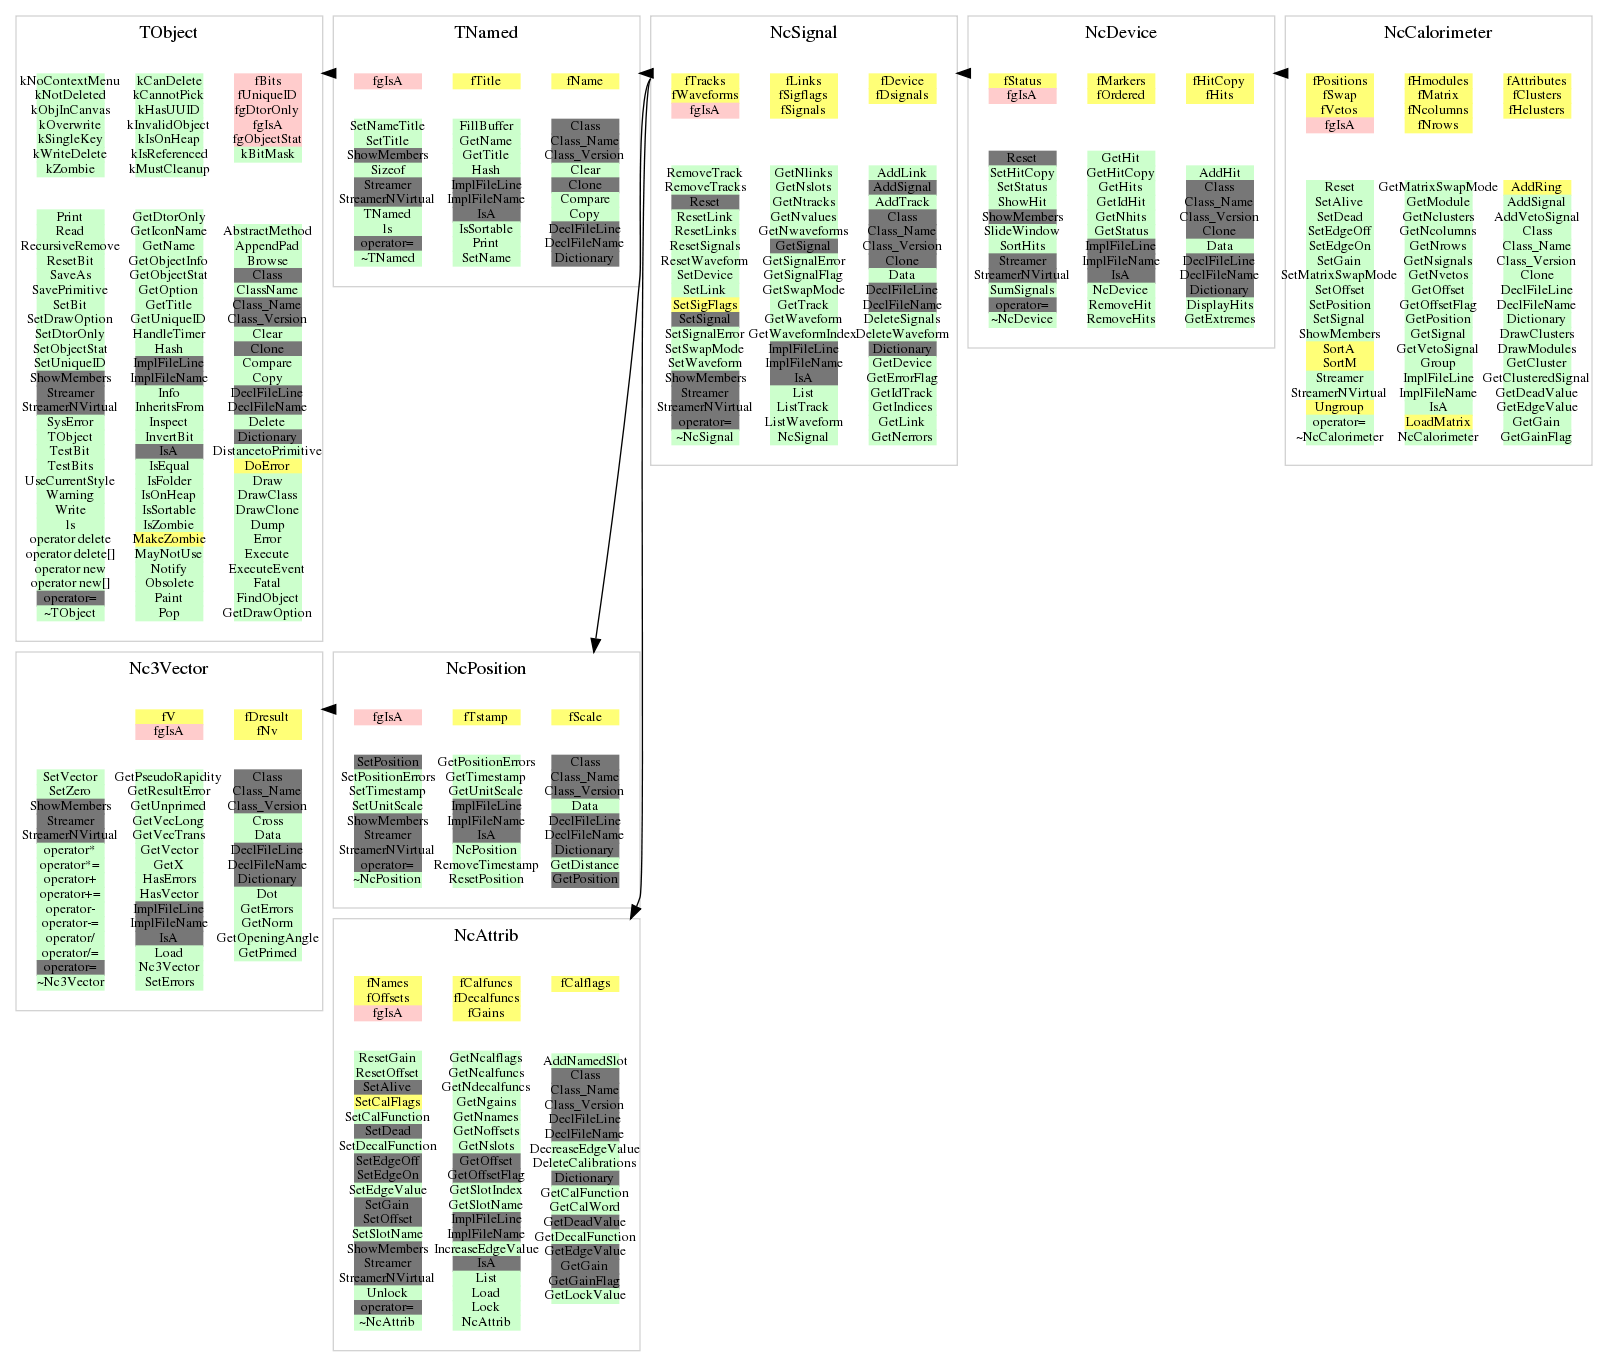 TObject
kNoContextMenu
kNotDeleted
kObjInCanvas
kOverwrite
kSingleKey
kWriteDelete
kZombie
kCanDelete
kCannotPick
kHasUUID
kInvalidObject
kIsOnHeap
kIsReferenced
kMustCleanup
fBits
fUniqueID
fgDtorOnly
fgIsA
fgObjectStat
kBitMask
Print
Read
RecursiveRemove
ResetBit
SaveAs
SavePrimitive
SetBit
SetDrawOption
SetDtorOnly
SetObjectStat
SetUniqueID
ShowMembers
Streamer
StreamerNVirtual
SysError
TObject
TestBit
TestBits
UseCurrentStyle
Warning
Write
ls
operator delete
operator delete[]
operator new
operator new[]
operator=
~TObject
GetDtorOnly
GetIconName
GetName
GetObjectInfo
GetObjectStat
GetOption
GetTitle
GetUniqueID
HandleTimer
Hash
ImplFileLine
ImplFileName
Info
InheritsFrom
Inspect
InvertBit
IsA
IsEqual
IsFolder
IsOnHeap
IsSortable
IsZombie
MakeZombie
MayNotUse
Notify
Obsolete
Paint
Pop
AbstractMethod
AppendPad
Browse
Class
ClassName
Class_Name
Class_Version
Clear
Clone
Compare
Copy
DeclFileLine
DeclFileName
Delete
Dictionary
DistancetoPrimitive
DoError
Draw
DrawClass
DrawClone
Dump
Error
Execute
ExecuteEvent
Fatal
FindObject
GetDrawOption
TNamed
fgIsA
fTitle
fName
SetNameTitle
SetTitle
ShowMembers
Sizeof
Streamer
StreamerNVirtual
TNamed
ls
operator=
~TNamed
FillBuffer
GetName
GetTitle
Hash
ImplFileLine
ImplFileName
IsA
IsSortable
Print
SetName
Class
Class_Name
Class_Version
Clear
Clone
Compare
Copy
DeclFileLine
DeclFileName
Dictionary
NcSignal
fTracks
fWaveforms
fgIsA
fLinks
fSigflags
fSignals
fDevice
fDsignals
RemoveTrack
RemoveTracks
Reset
ResetLink
ResetLinks
ResetSignals
ResetWaveform
SetDevice
SetLink
SetSigFlags
SetSignal
SetSignalError
SetSwapMode
SetWaveform
ShowMembers
Streamer
StreamerNVirtual
operator=
~NcSignal
GetNlinks
GetNslots
GetNtracks
GetNvalues
GetNwaveforms
GetSignal
GetSignalError
GetSignalFlag
GetSwapMode
GetTrack
GetWaveform
GetWaveformIndex
ImplFileLine
ImplFileName
IsA
List
ListTrack
ListWaveform
NcSignal
AddLink
AddSignal
AddTrack
Class
Class_Name
Class_Version
Clone
Data
DeclFileLine
DeclFileName
DeleteSignals
DeleteWaveform
Dictionary
GetDevice
GetErrorFlag
GetIdTrack
GetIndices
GetLink
GetNerrors
NcDevice
fStatus
fgIsA
fMarkers
fOrdered
fHitCopy
fHits
Reset
SetHitCopy
SetStatus
ShowHit
ShowMembers
SlideWindow
SortHits
Streamer
StreamerNVirtual
SumSignals
operator=
~NcDevice
GetHit
GetHitCopy
GetHits
GetIdHit
GetNhits
GetStatus
ImplFileLine
ImplFileName
IsA
NcDevice
RemoveHit
RemoveHits
AddHit
Class
Class_Name
Class_Version
Clone
Data
DeclFileLine
DeclFileName
Dictionary
DisplayHits
GetExtremes
NcCalorimeter
fPositions
fSwap
fVetos
fgIsA
fHmodules
fMatrix
fNcolumns
fNrows
fAttributes
fClusters
fHclusters
Reset
SetAlive
SetDead
SetEdgeOff
SetEdgeOn
SetGain
SetMatrixSwapMode
SetOffset
SetPosition
SetSignal
ShowMembers
SortA
SortM
Streamer
StreamerNVirtual
Ungroup
operator=
~NcCalorimeter
GetMatrixSwapMode
GetModule
GetNclusters
GetNcolumns
GetNrows
GetNsignals
GetNvetos
GetOffset
GetOffsetFlag
GetPosition
GetSignal
GetVetoSignal
Group
ImplFileLine
ImplFileName
IsA
LoadMatrix
NcCalorimeter
AddRing
AddSignal
AddVetoSignal
Class
Class_Name
Class_Version
Clone
DeclFileLine
DeclFileName
Dictionary
DrawClusters
DrawModules
GetCluster
GetClusteredSignal
GetDeadValue
GetEdgeValue
GetGain
GetGainFlag
Nc3Vector
fV
fgIsA
fDresult
fNv
SetVector
SetZero
ShowMembers
Streamer
StreamerNVirtual
operator*
operator*=
operator+
operator+=
operator-
operator-=
operator/
operator/=
operator=
~Nc3Vector
GetPseudoRapidity
GetResultError
GetUnprimed
GetVecLong
GetVecTrans
GetVector
GetX
HasErrors
HasVector
ImplFileLine
ImplFileName
IsA
Load
Nc3Vector
SetErrors
Class
Class_Name
Class_Version
Cross
Data
DeclFileLine
DeclFileName
Dictionary
Dot
GetErrors
GetNorm
GetOpeningAngle
GetPrimed
NcPosition
fgIsA
fTstamp
fScale
SetPosition
SetPositionErrors
SetTimestamp
SetUnitScale
ShowMembers
Streamer
StreamerNVirtual
operator=
~NcPosition
GetPositionErrors
GetTimestamp
GetUnitScale
ImplFileLine
ImplFileName
IsA
NcPosition
RemoveTimestamp
ResetPosition
Class
Class_Name
Class_Version
Data
DeclFileLine
DeclFileName
Dictionary
GetDistance
GetPosition
NcAttrib
fNames
fOffsets
fgIsA
fCalfuncs
fDecalfuncs
fGains
fCalflags
ResetGain
ResetOffset
SetAlive
SetCalFlags
SetCalFunction
SetDead
SetDecalFunction
SetEdgeOff
SetEdgeOn
SetEdgeValue
SetGain
SetOffset
SetSlotName
ShowMembers
Streamer
StreamerNVirtual
Unlock
operator=
~NcAttrib
GetNcalflags
GetNcalfuncs
GetNdecalfuncs
GetNgains
GetNnames
GetNoffsets
GetNslots
GetOffset
GetOffsetFlag
GetSlotIndex
GetSlotName
ImplFileLine
ImplFileName
IncreaseEdgeValue
IsA
List
Load
Lock
NcAttrib
AddNamedSlot
Class
Class_Name
Class_Version
DeclFileLine
DeclFileName
DecreaseEdgeValue
DeleteCalibrations
Dictionary
GetCalFunction
GetCalWord
GetDeadValue
GetDecalFunction
GetEdgeValue
GetGain
GetGainFlag
GetLockValue